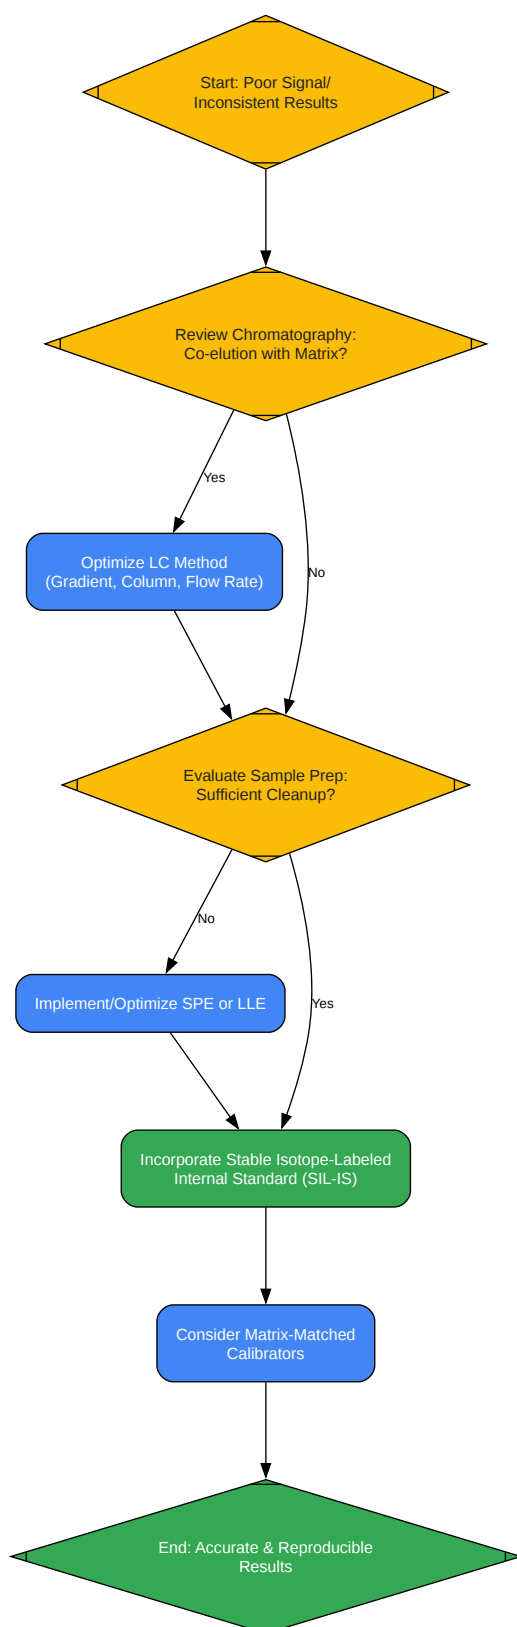 Start: Poor Signal/
Inconsistent Results
Review Chromatography:
Co-elution with Matrix?
Yes
Optimize LC Method
(Gradient, Column, Flow Rate)
No
Evaluate Sample Prep:
Sufficient Cleanup?
No
Implement/Optimize SPE or LLE
Yes
Incorporate Stable Isotope-Labeled
Internal Standard (SIL-IS)
Consider Matrix-Matched
Calibrators
End: Accurate & Reproducible
Results